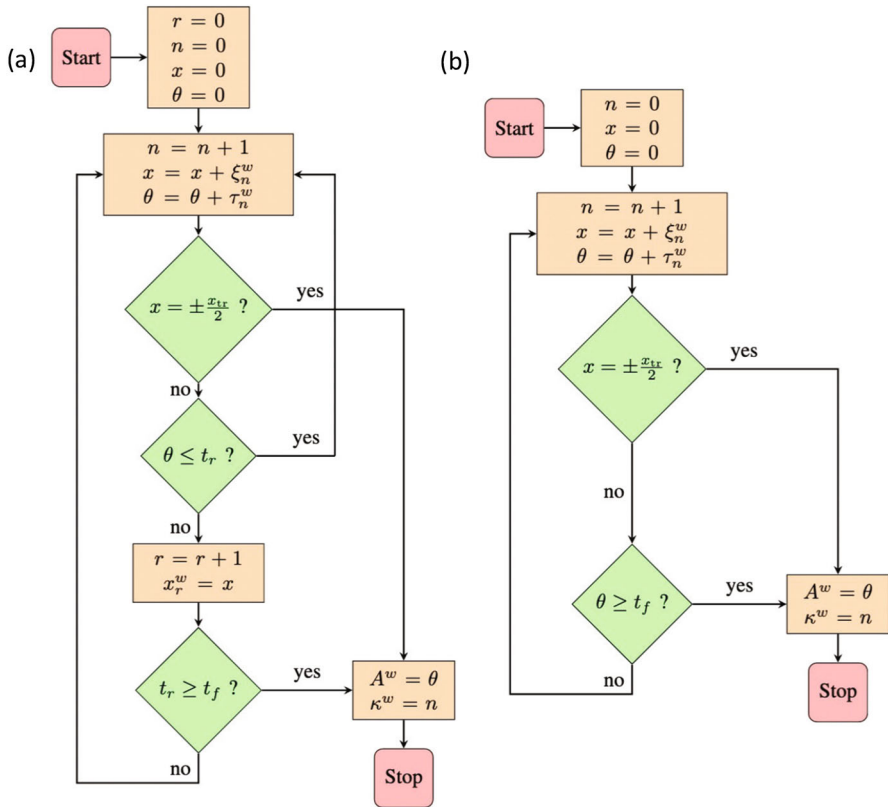 (a)
Start
r = 0
n = 0
x = 0
θ = 0
n = n + 1
x = x + ξ_n^w
θ = θ + τ_n^w
x = ± x_tr/2 ?
yes
no
θ ≤ t_r ?
yes
no
r = r + 1
x_r^w = x
t_r ≥ t_f ?
yes
no
A^w = θ
κ^w = n
Stop
(b)
Start
n = 0
x = 0
θ = 0
n = n + 1
x = x + ξ_n^w
θ = θ + τ_n^w
x = ± x_tr/2 ?
yes
no
θ ≥ t_f ?
yes
no
A^w = θ
κ^w = n
Stop